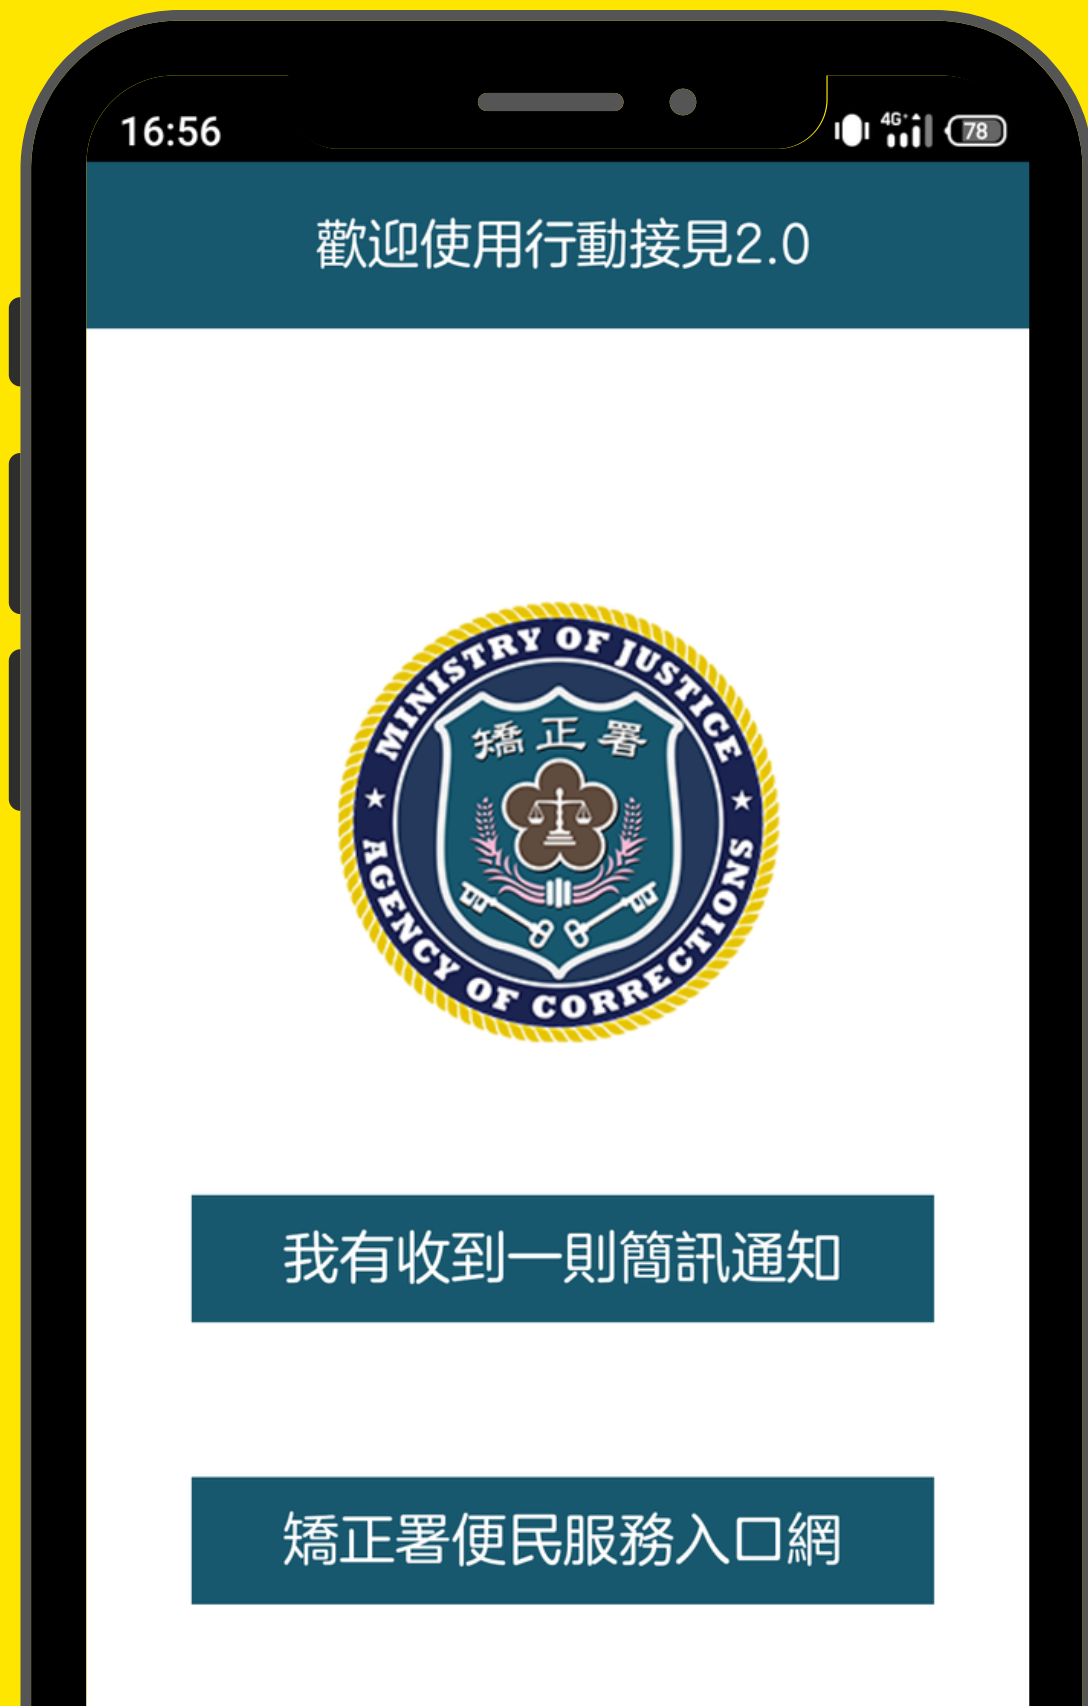 16:56
4G+
78
歡迎使用行動接見2.0
MINISTRY OF JUSTICE
矯正署
AGENCY OF CORRECTIONS
我有收到一則簡訊通知
矯正署便民服務入口網